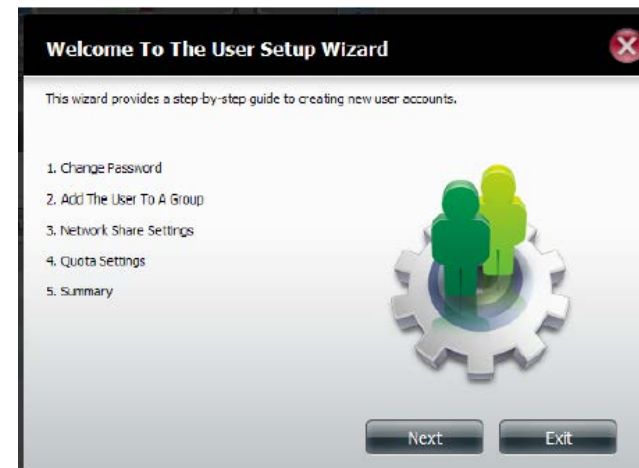 Welcome To The User Setup Wizard
This wizard provides a step-by-step guide to creating new user accounts.
1. Change Password
2. Add The User To A Group
3. Network Share Settings
4. Quota Settings
5. Summary
Next Exit